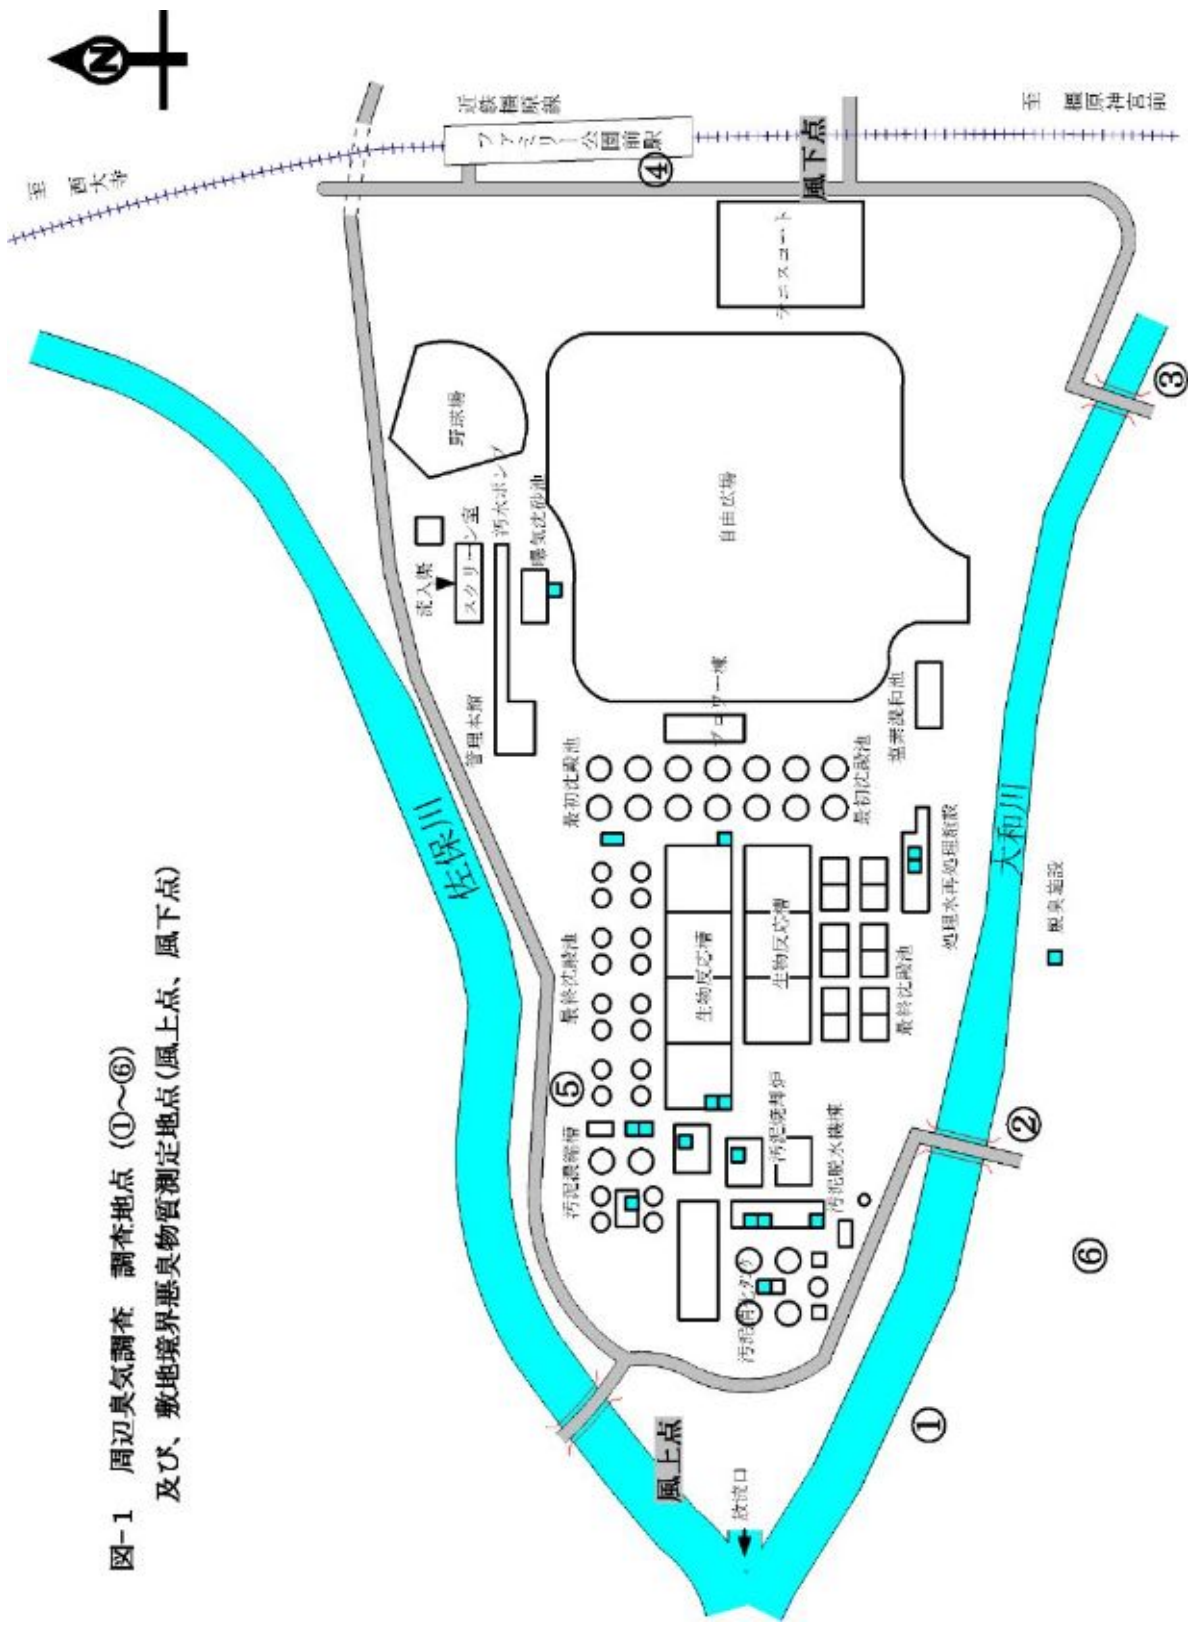 図-1 周辺臭気調査 調査地点 (①～⑥)
及び、敷地境界悪臭物質測定地点(風上点、風下点)
N
至 西大寺
近鉄橿原線
ファミリー公園前駅
至 橿原神宮前
④
風下点
テニスコート
野球場
自由広場
③
流入渠
スクリーン室
汚水ポンプ
曝気沈砂池
管理本館
ブロワー棟
塩素混和池
最初沈殿池
最初沈殿池
佐保川
大和川
処理水再処理施設
脱臭施設
最終沈殿池
生物反応槽
生物反応槽
最終沈殿池
⑤
②
汚泥濃縮槽
汚泥焼却炉
汚泥脱水機棟
汚泥消化タンク
⑥
①
風上点
放流口